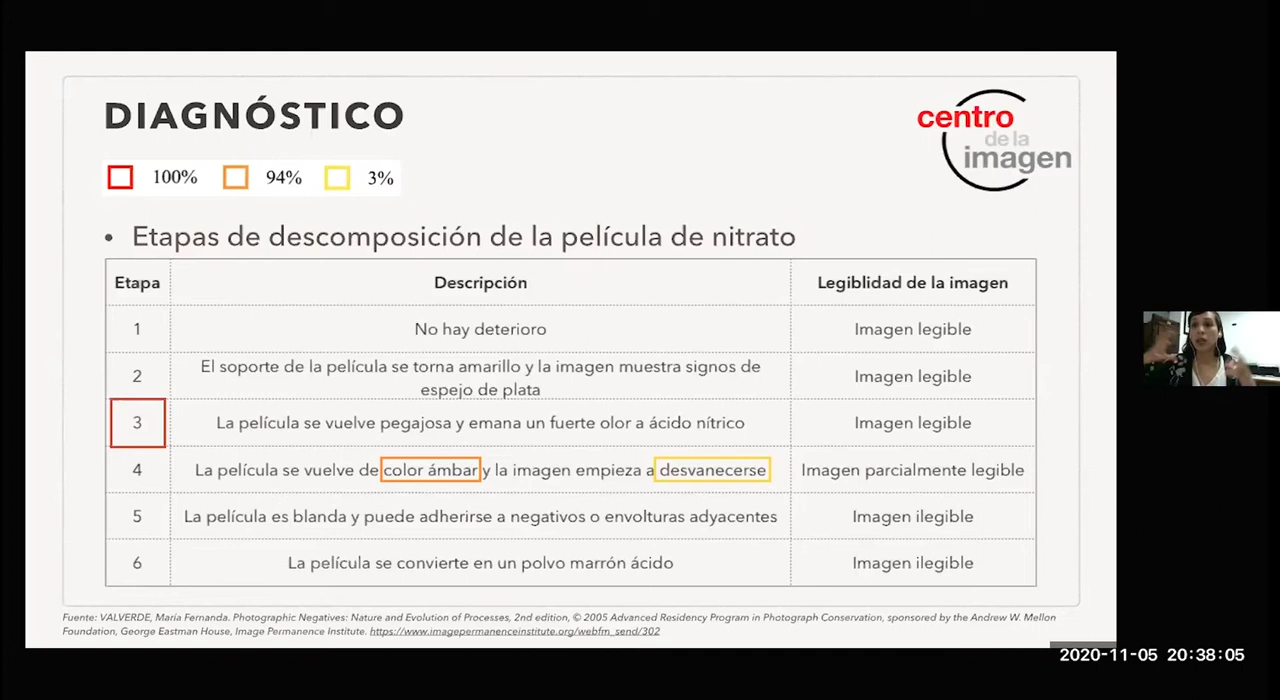 DIAGNÓSTICO
centro
de la
imagen
100% 94% 3%
• Etapas de descomposición de la película de nitrato
Etapa Descripción Legiblidad de la imagen
1 No hay deterioro Imagen legible
2 El soporte de la película se torna amarillo y la imagen muestra signos de espejo de plata Imagen legible
3 La película se vuelve pegajosa y emana un fuerte olor a ácido nítrico Imagen legible
4 La película se vuelve de color ámbar y la imagen empieza a desvanecerse Imagen parcialmente legible
5 La película es blanda y puede adherirse a negativos o envolturas adyacentes Imagen ilegible
6 La película se convierte en un polvo marrón ácido Imagen ilegible
Fuente: VALVERDE, María Fernanda. Photographic Negatives: Nature and Evolution of Processes, 2nd edition, © 2005 Advanced Residency Program in Photograph Conservation, sponsored by the Andrew W. Mellon
Foundation, George Eastman House, Image Permanence Institute. https://www.imagepermanenceinstitute.org/webfm_send/302
2020-11-05 20:38:05